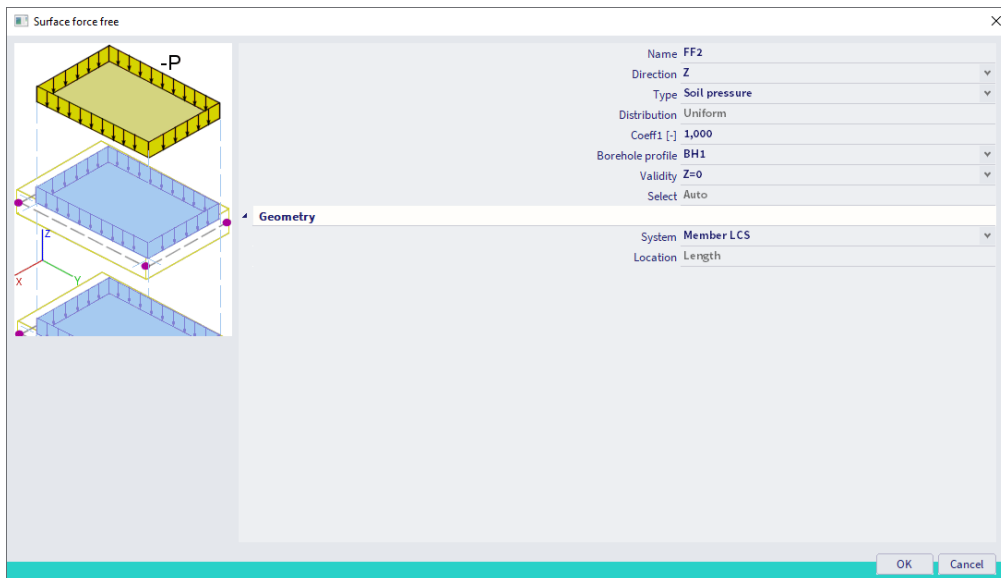 Surface force free
-P
Z
X
Y
Name FF2
Direction Z
Type Soil pressure
Distribution Uniform
Coeff1 [-] 1,000
Borehole profile BH1
Validity Z=0
Select Auto
Geometry
System Member LCS
Location Length
OK Cancel